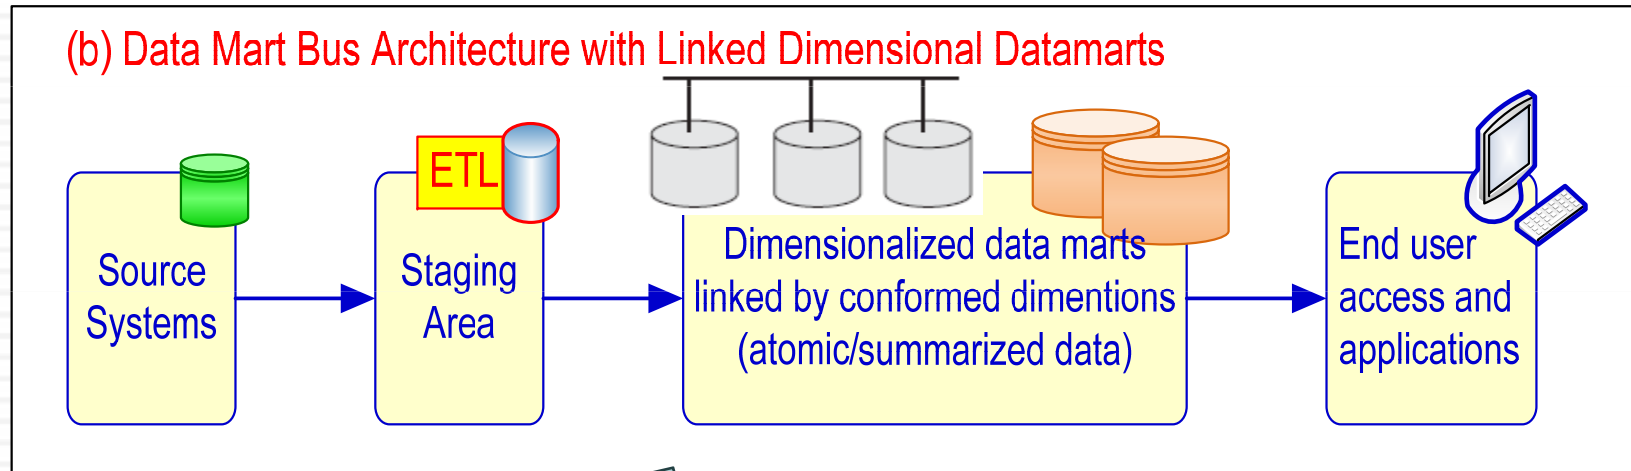 (b) Data Mart Bus Architecture with Linked Dimensional Datamarts
ETL
Source
Systems
Staging
Area
Dimensionalized data marts
linked by conformed dimentions
(atomic/summarized data)
End user
access and
applications